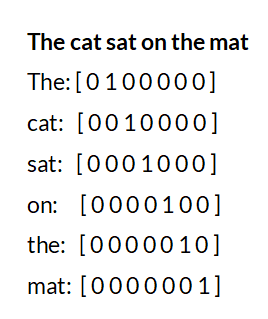 The cat sat on the mat
The: [ 0 1 0 0 0 0 0 ]
cat: [ 0 0 1 0 0 0 0 ]
sat: [ 0 0 0 1 0 0 0 ]
on: [ 0 0 0 0 1 0 0 ]
the: [ 0 0 0 0 0 1 0 ]
mat: [ 0 0 0 0 0 0 1 ]